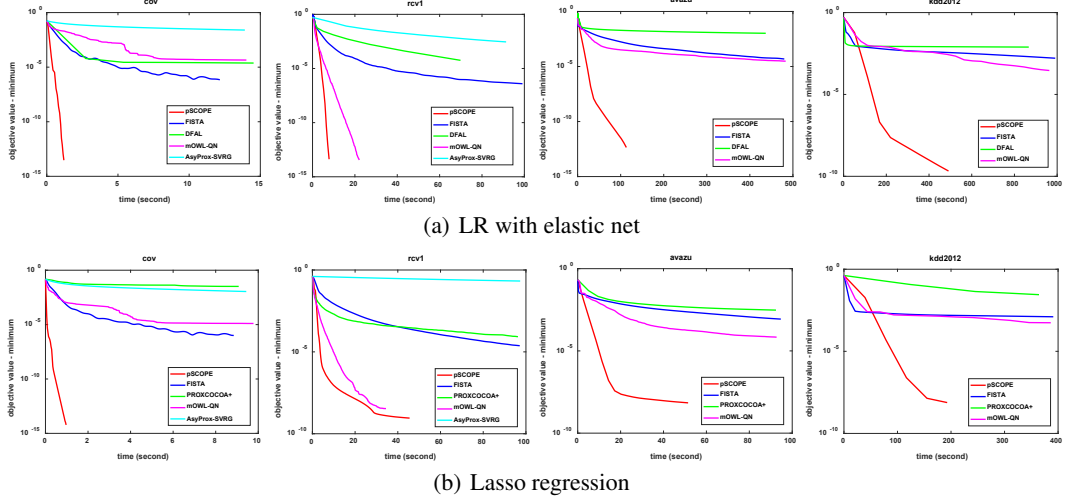 cov
objective value - minimum
10 0
10 -5
10 -10
10 -15
0 5 10 15
time (second)
pSCOPE
FISTA
DFAL
mOWL-QN
AsyProx-SVRG
rcv1
objective value - minimum
10 0
10 -5
10 -10
10 -15
0 20 40 60 80 100
time (second)
pSCOPE
FISTA
DFAL
mOWL-QN
AsyProx-SVRG
avazu
objective value - minimum
10 0
10 -5
10 -10
10 -15
0 100 200 300 400 500
time (second)
pSCOPE
FISTA
DFAL
mOWL-QN
kdd2012
objective value - minimum
10 0
10 -5
10 -10
0 200 400 600 800 1000
time (second)
pSCOPE
FISTA
DFAL
mOWL-QN
(a) LR with elastic net
cov
objective value - minimum
10 0
10 -5
10 -10
10 -15
0 2 4 6 8 10
time (second)
pSCOPE
FISTA
PROXCOCOA+
mOWL-QN
AsyProx-SVRG
rcv1
objective value - minimum
10 0
10 -5
10 -10
0 20 40 60 80 100
time (second)
pSCOPE
FISTA
PROXCOCOA+
mOWL-QN
AsyProx-SVRG
avazu
objective value - minimum
10 0
10 -5
10 -10
0 20 40 60 80 100
time (second)
pSCOPE
FISTA
PROXCOCOA+
mOWL-QN
kdd2012
objective value - minimum
10 0
10 -5
10 -10
0 100 200 300 400
time (second)
pSCOPE
FISTA
PROXCOCOA+
mOWL-QN
(b) Lasso regression